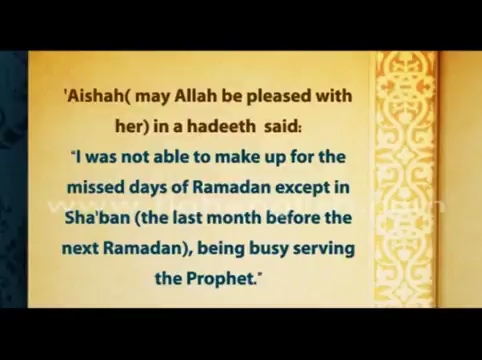 'Aishah( may Allah be pleased with
her) in a hadeeth said:
"I was not able to make up for the
missed days of Ramadan except in
Sha'ban (the last month before the
next Ramadan), being busy serving
the Prophet."